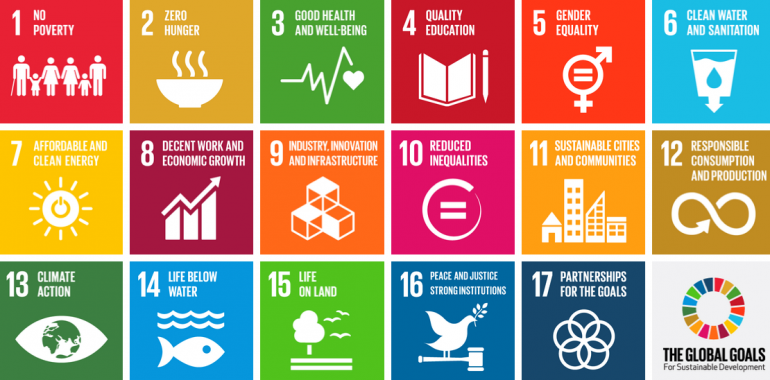 1 NO
POVERTY
2 ZERO
HUNGER
3 GOOD HEALTH
AND WELL-BEING
4 QUALITY
EDUCATION
5 GENDER
EQUALITY
6 CLEAN WATER
AND SANITATION
7 AFFORDABLE AND
CLEAN ENERGY
8 DECENT WORK AND
ECONOMIC GROWTH
9 INDUSTRY, INNOVATION
AND INFRASTRUCTURE
10 REDUCED
INEQUALITIES
11 SUSTAINABLE CITIES
AND COMMUNITIES
12 RESPONSIBLE
CONSUMPTION
AND PRODUCTION
13 CLIMATE
ACTION
14 LIFE BELOW
WATER
15 LIFE
ON LAND
16 PEACE AND JUSTICE
STRONG INSTITUTIONS
17 PARTNERSHIPS
FOR THE GOALS
THE GLOBAL GOALS
For Sustainable Development